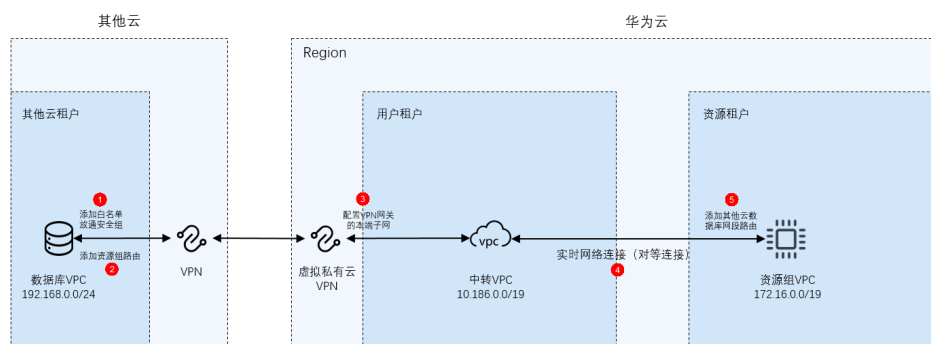 其他云
华为云
Region
其他云租户
用户租户
资源租户
1
添加白名单
放通安全组
3
配置VPN网关
的本端子网
5
添加其他云数
据库网段路由
vpc
添加资源组路由
2
实时网络连接（对等连接）
4
VPN
虚拟私有云
VPN
数据库VPC
192.168.0.0/24
中转VPC
10.186.0.0/19
资源组VPC
172.16.0.0/19